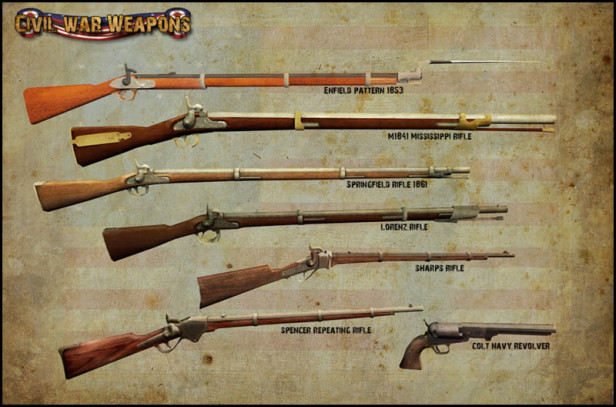 Civil War Weapons
Enfield Pattern 1853
M1841 Mississippi Rifle
Springfield Rifle 1861
Lorenz Rifle
Sharps Rifle
Spencer Repeating Rifle
Colt Navy Revolver